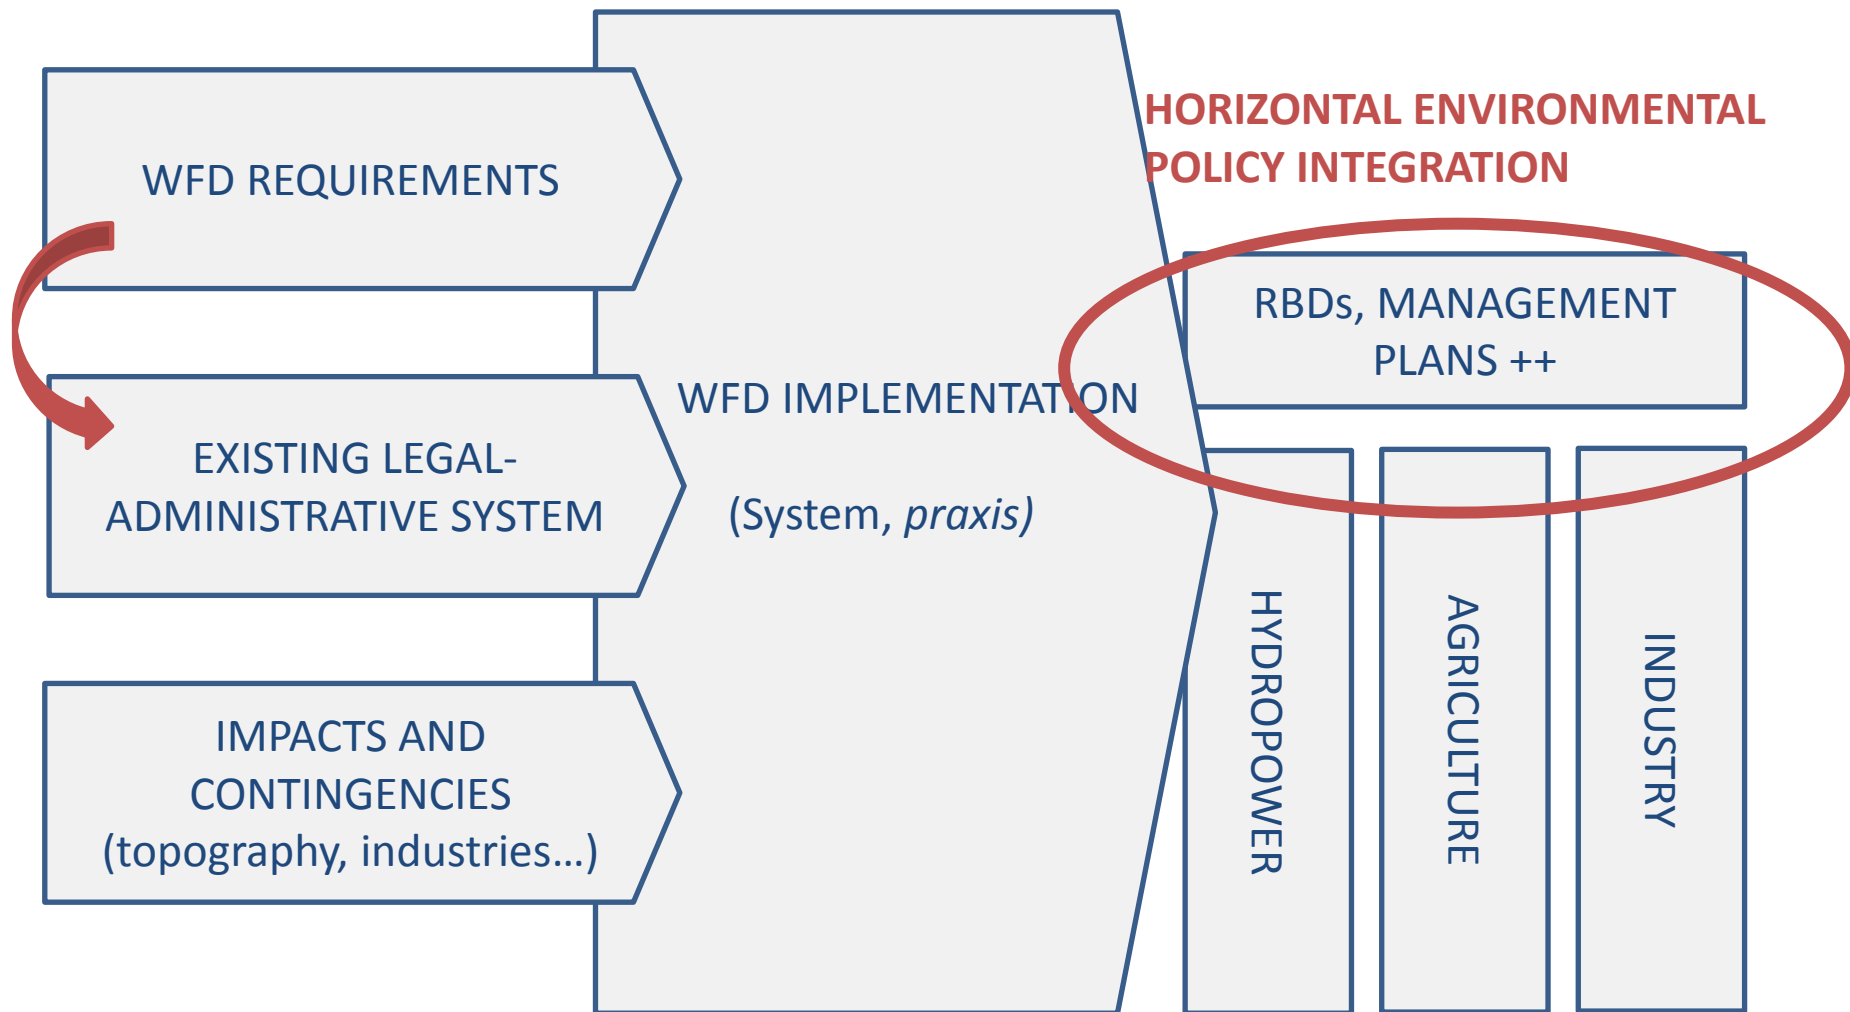 WFD REQUIREMENTS
EXISTING LEGAL-
ADMINISTRATIVE SYSTEM
IMPACTS AND
CONTINGENCIES
(topography, industries…)
WFD IMPLEMENTATION
(System, praxis)
HORIZONTAL ENVIRONMENTAL
POLICY INTEGRATION
RBDs, MANAGEMENT
PLANS ++
HYDROPOWER
AGRICULTURE
INDUSTRY